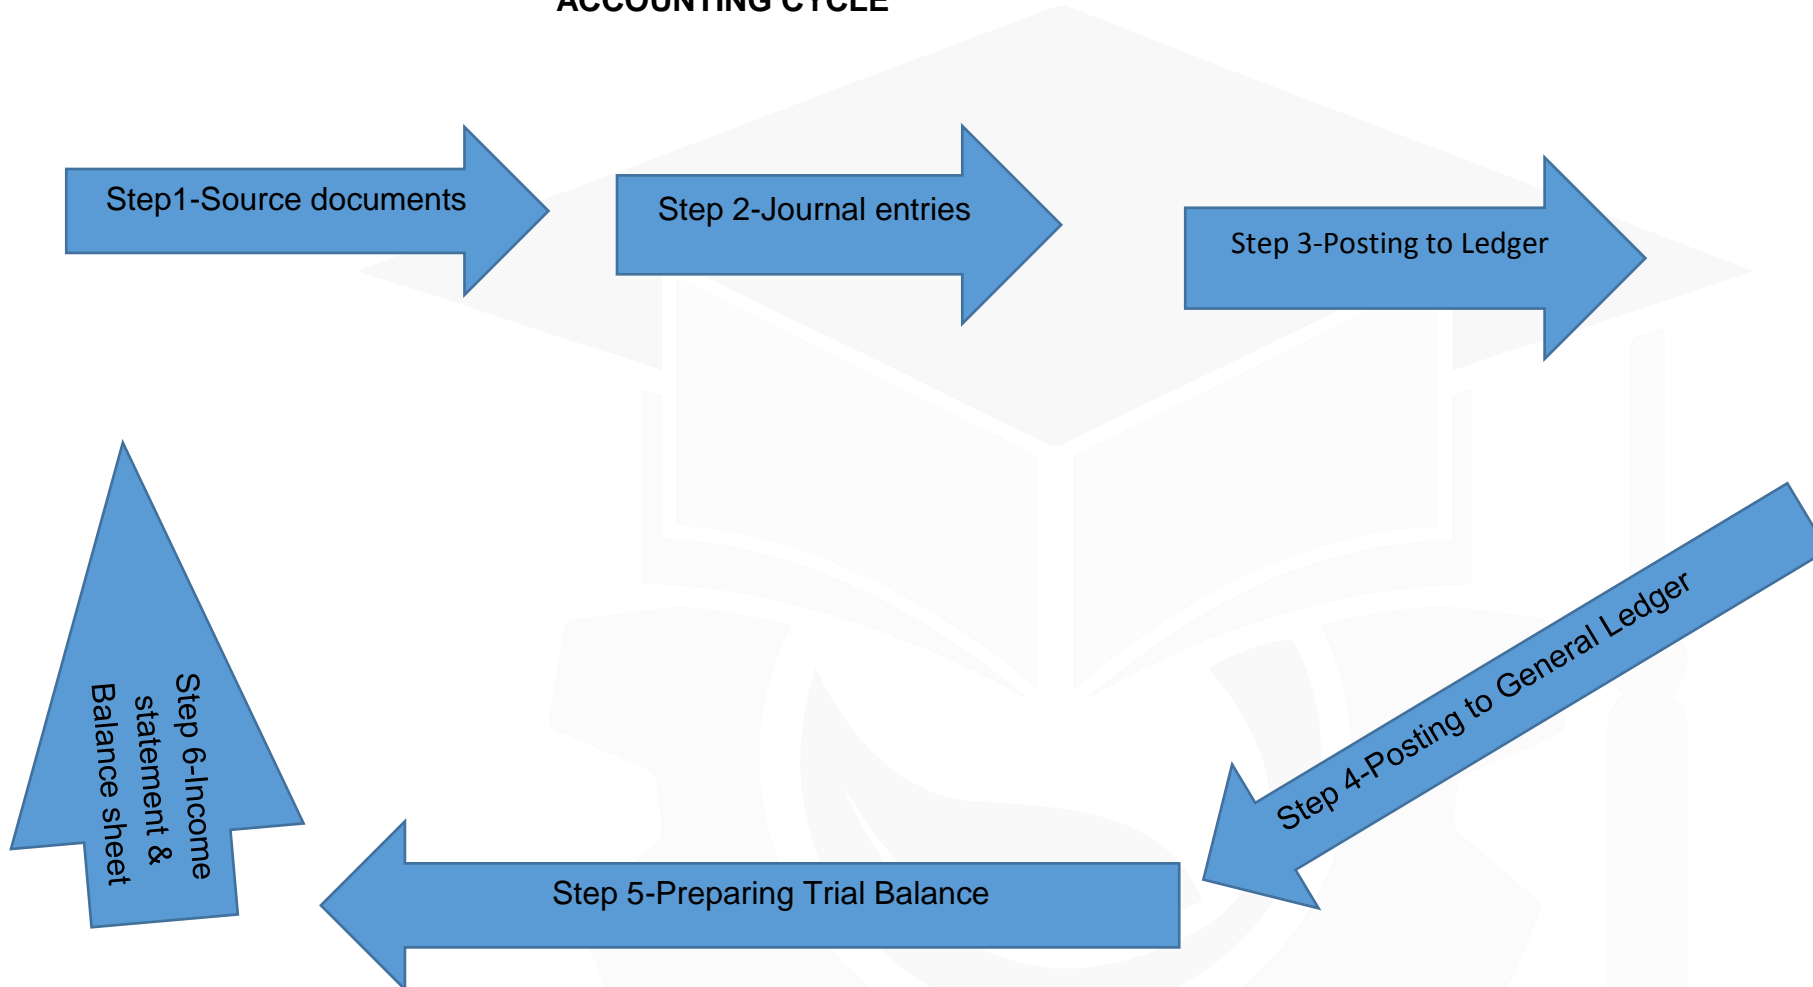 ACCOUNTING CYCLE
Step1-Source documents
Step 2-Journal entries
Step 3-Posting to Ledger
Step 4-Posting to General Ledger
Step 5-Preparing Trial Balance
Step 6-Income
statement &
Balance sheet